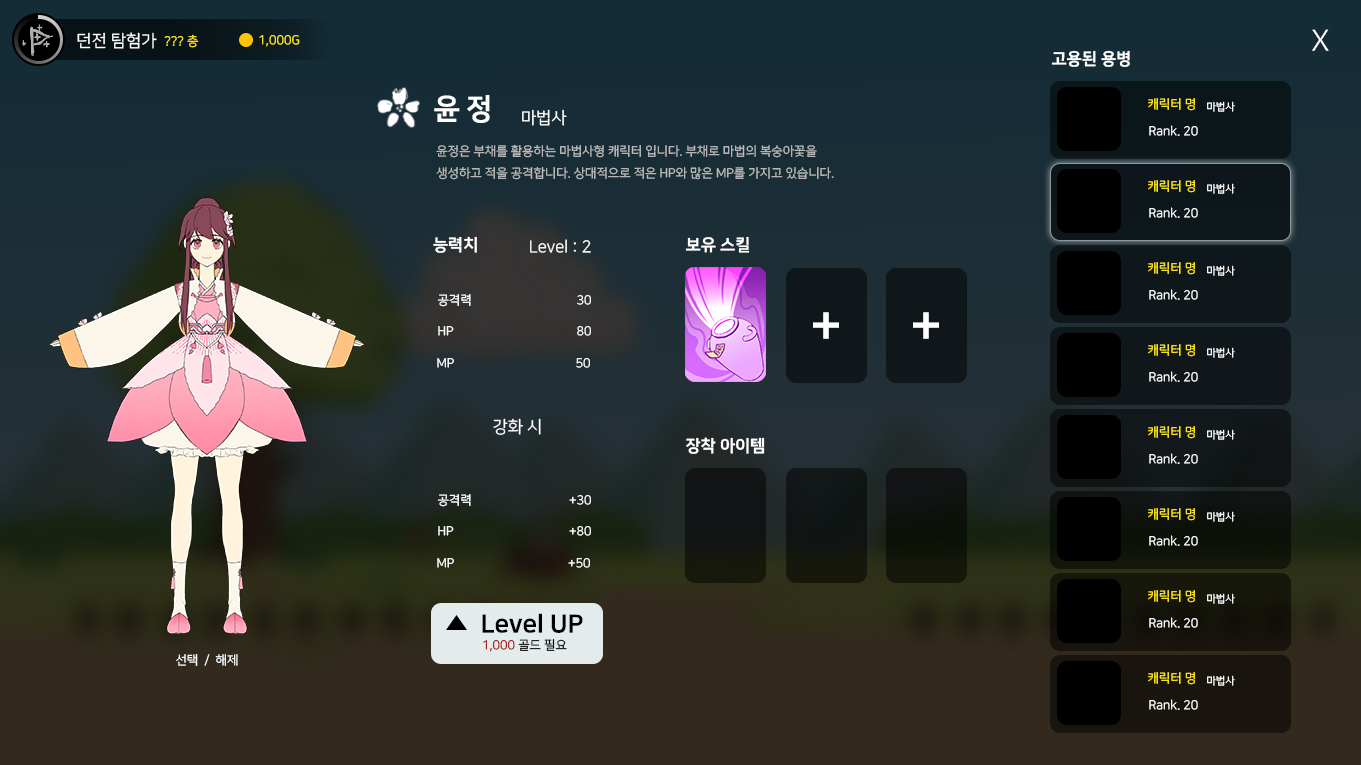 던전 탐험가 ??? 층 1,000G
X
윤 정 마법사
윤정은 부채를 활용하는 마법사형 캐릭터 입니다. 부채로 마법의 복숭아꽃을
생성하고 적을 공격합니다. 상대적으로 적은 HP와 많은 MP를 가지고 있습니다.
선택 / 해제
능력치 Level : 2
공격력 30
HP 80
MP 50
강화 시
공격력 +30
HP +80
MP +50
▲ Level UP
1,000 골드 필요
보유 스킬
+ +
장착 아이템
고용된 용병
캐릭터 명 마법사
Rank. 20
캐릭터 명 마법사
Rank. 20
캐릭터 명 마법사
Rank. 20
캐릭터 명 마법사
Rank. 20
캐릭터 명 마법사
Rank. 20
캐릭터 명 마법사
Rank. 20
캐릭터 명 마법사
Rank. 20
캐릭터 명 마법사
Rank. 20